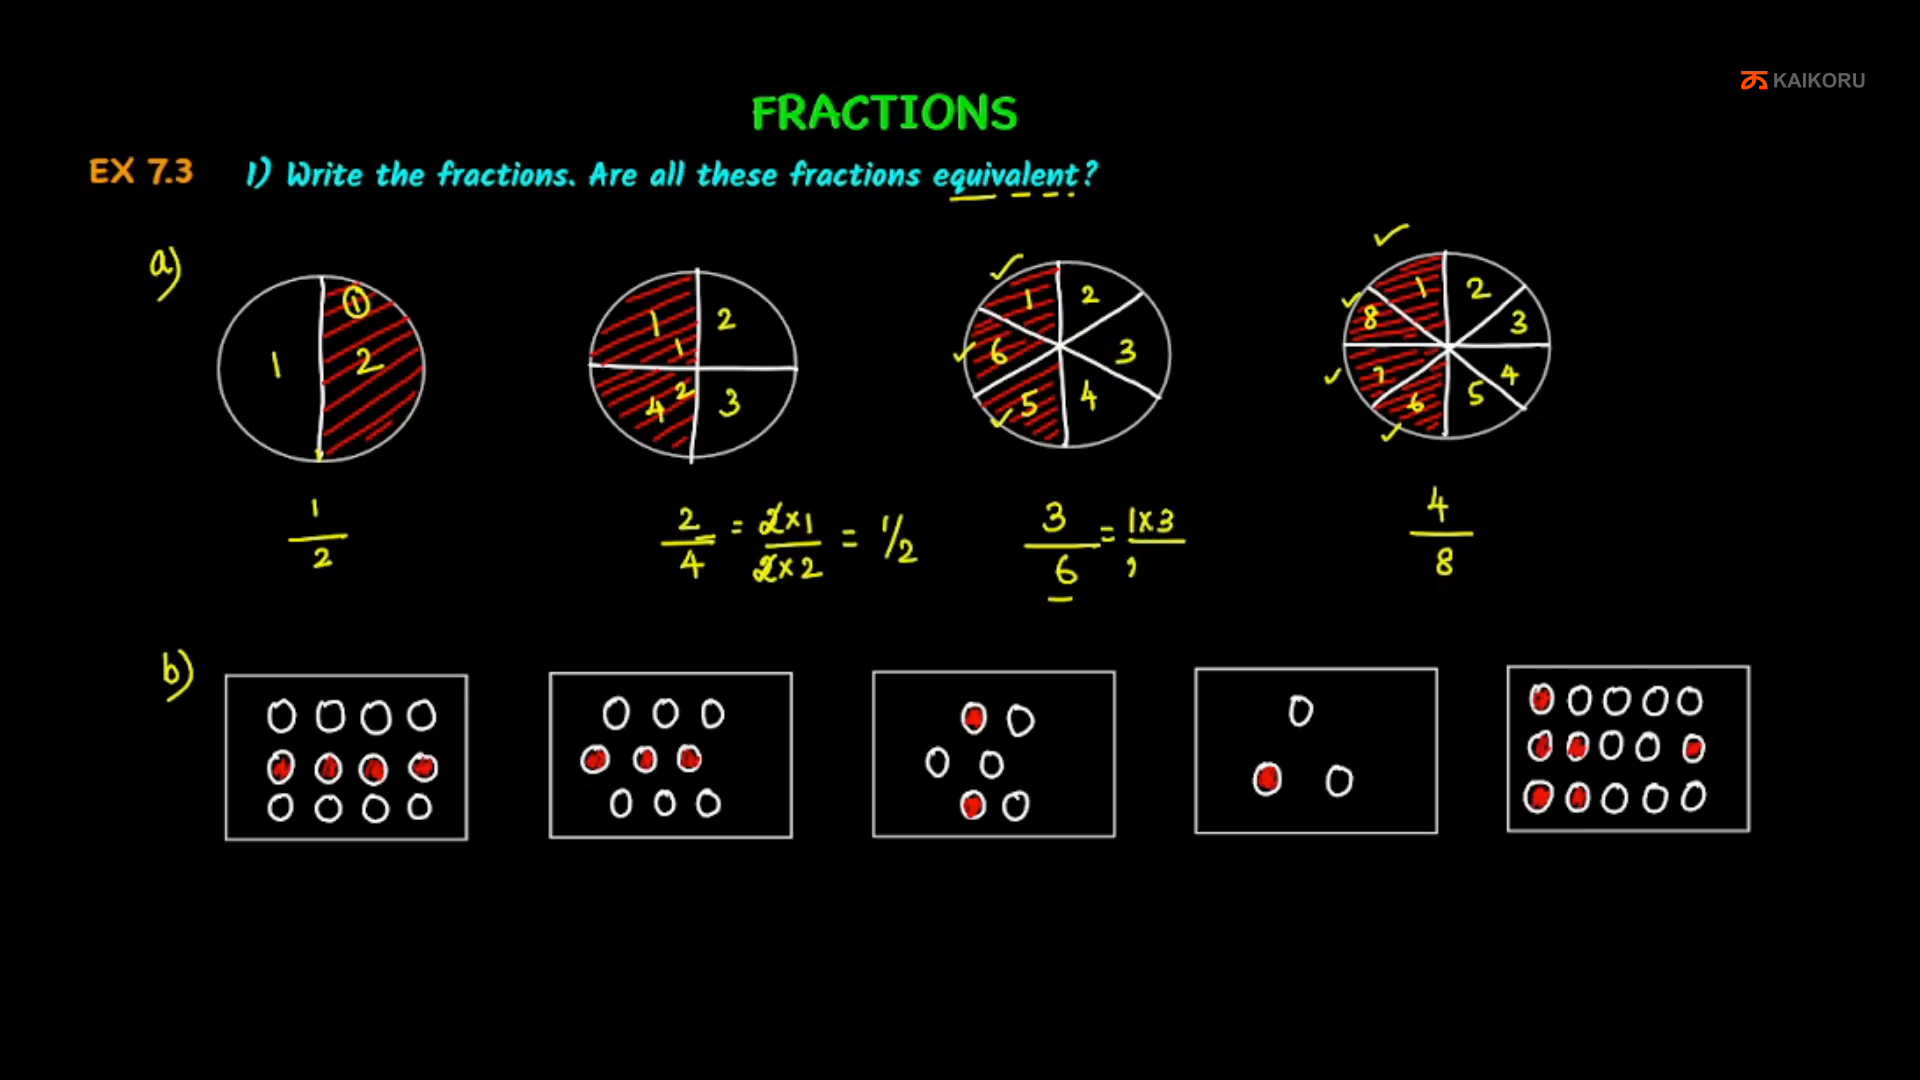 KAIKORU
FRACTIONS
EX 7.3 1) Write the fractions. Are all these fractions equivalent?
a)
1 ① 2
1 2 1 4 2 3
1 2 6 3 5 4
1 2 8 3 7 4 6 5
1/2
2/4 = 2×1/2×2 = 1/2
3/6 = 1×3/
4/8
b)